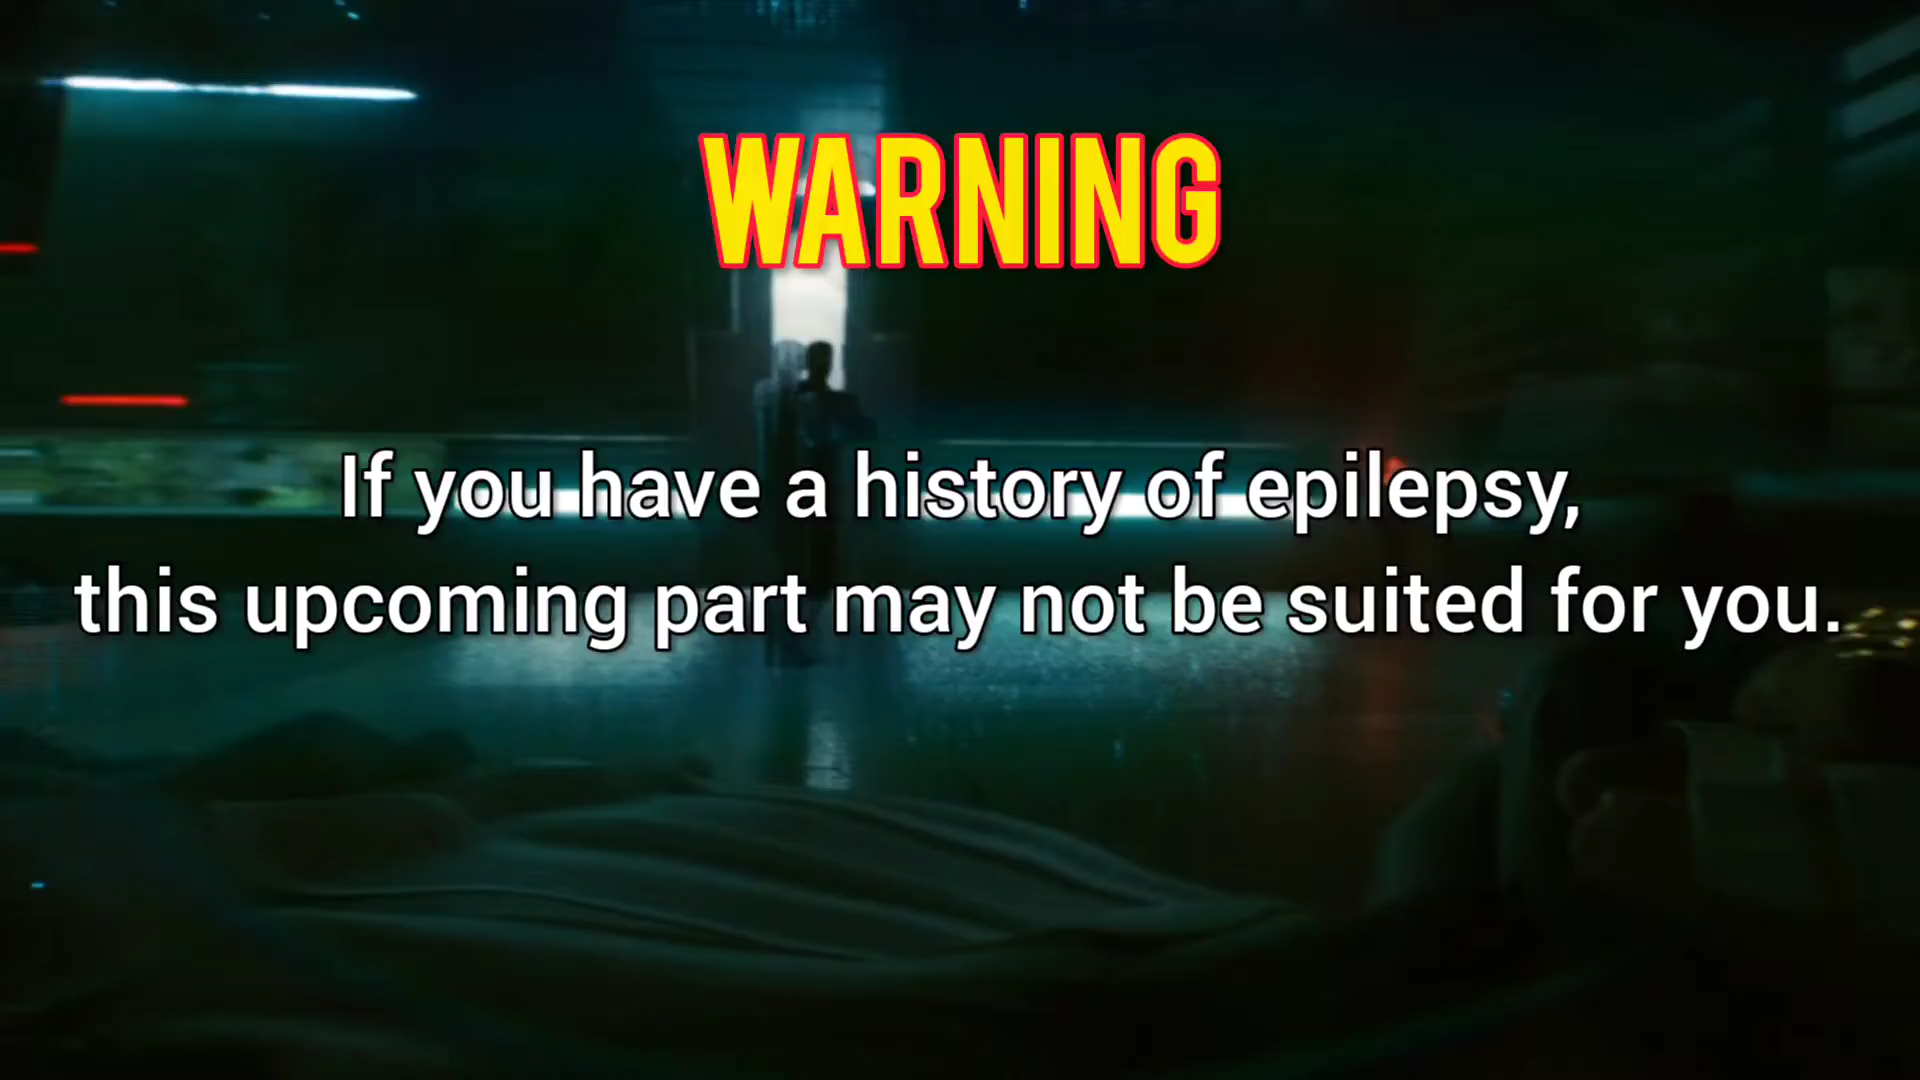 WARNING
If you have a history of epilepsy,
this upcoming part may not be suited for you.